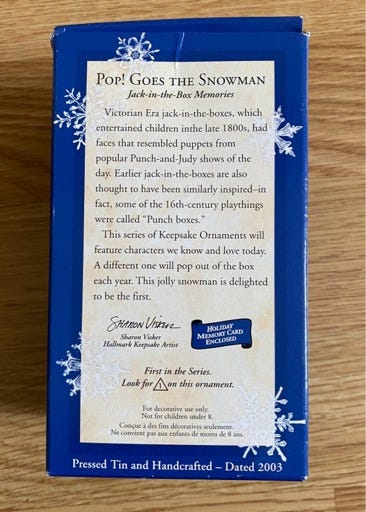 POP! GOES THE SNOWMAN
Jack-in-the-Box Memories
Victorian Era jack-in-the-boxes, which
entertained children inthe late 1800s, had
faces that resembled puppets from
popular Punch-and-Judy shows of the
day. Earlier jack-in-the-boxes are also
thought to have been similarly inspired–in
fact, some of the 16th-century playthings
were called "Punch boxes."
This series of Keepsake Ornaments will
feature characters we know and love today.
A different one will pop out of the box
each year. This jolly snowman is delighted
to be the first.
SHARON VISKER
Sharon Visker
Hallmark Keepsake Artist
HOLIDAY
MEMORY CARD
ENCLOSED
First in the Series.
Look for 1 on this ornament.
For decorative use only.
Not for children under 8.
Conçue à des fins décoratives seulement.
Ne convient pas aux enfants de moins de 8 ans.
Pressed Tin and Handcrafted – Dated 2003